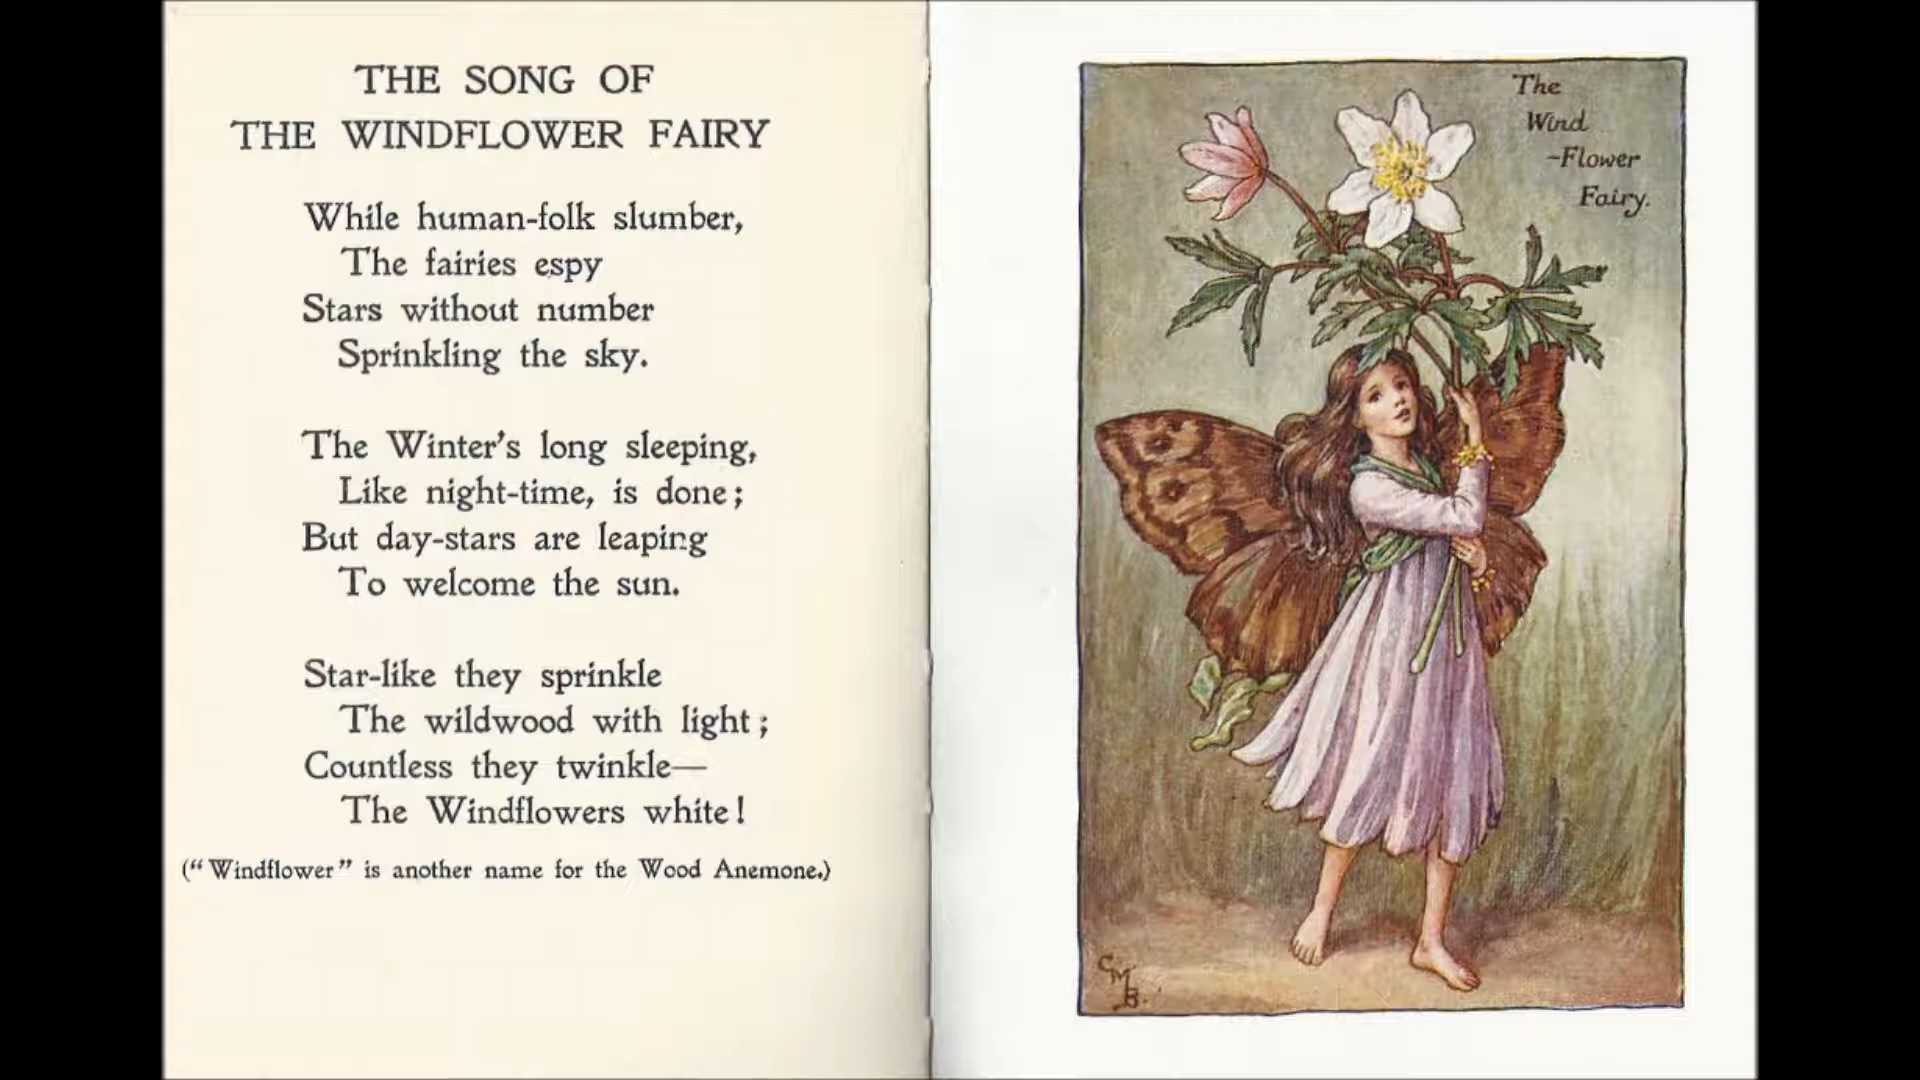 THE SONG OF
THE WINDFLOWER FAIRY
While human-folk slumber,
The fairies espy
Stars without number
Sprinkling the sky.
The Winter's long sleeping,
Like night-time, is done;
But day-stars are leaping
To welcome the sun.
Star-like they sprinkle
The wildwood with light;
Countless they twinkle—
The Windflowers white!
("Windflower" is another name for the Wood Anemone.)
The
Wind
-Flower
Fairy.
CMB.